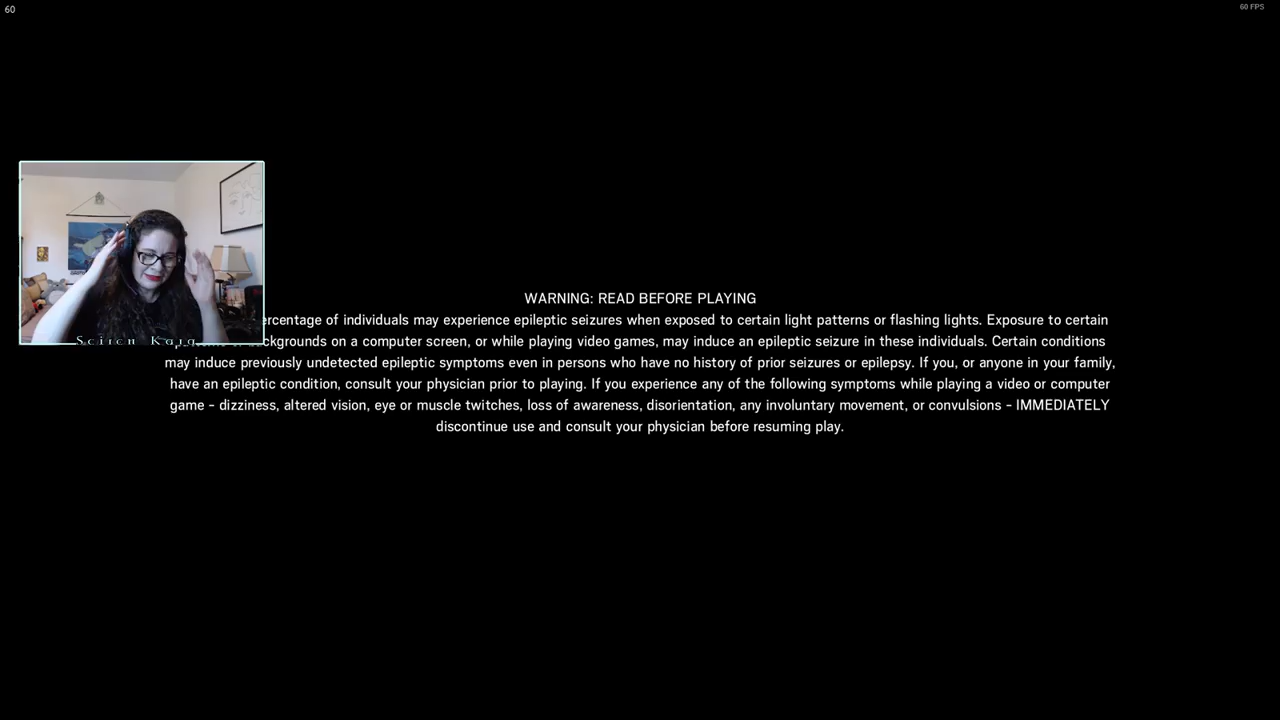 60
60 FPS
WARNING: READ BEFORE PLAYING
ercentage of individuals may experience epileptic seizures when exposed to certain light patterns or flashing lights. Exposure to certain
ckgrounds on a computer screen, or while playing video games, may induce an epileptic seizure in these individuals. Certain conditions
may induce previously undetected epileptic symptoms even in persons who have no history of prior seizures or epilepsy. If you, or anyone in your family,
have an epileptic condition, consult your physician prior to playing. If you experience any of the following symptoms while playing a video or computer
game - dizziness, altered vision, eye or muscle twitches, loss of awareness, disorientation, any involuntary movement, or convulsions - IMMEDIATELY
discontinue use and consult your physician before resuming play.